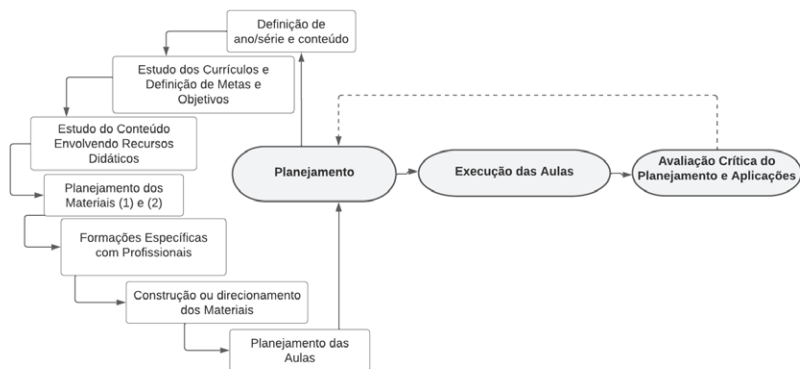 Definição de
ano/série e conteúdo
Estudo dos Currículos e
Definição de Metas e
Objetivos
Estudo do Conteúdo
Envolvendo Recursos
Didáticos
Planejamento dos
Materiais (1) e (2)
Formações Específicas
com Profissionais
Construção ou direcionamento
dos Materiais
Planejamento das
Aulas
Planejamento
Execução das Aulas
Avaliação Crítica do
Planejamento e Aplicações